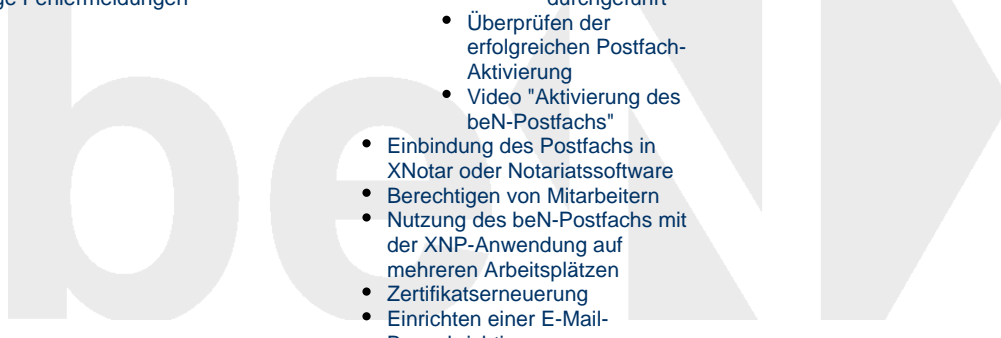 durchgeführt
Überprüfen der
erfolgreichen Postfach-
Aktivierung
Video "Aktivierung des
beN-Postfachs"
Einbindung des Postfachs in
XNotar oder Notariatssoftware
Berechtigen von Mitarbeitern
Nutzung des beN-Postfachs mit
der XNP-Anwendung auf
mehreren Arbeitsplätzen
Zertifikatserneuerung
Einrichten einer E-Mail-
beN